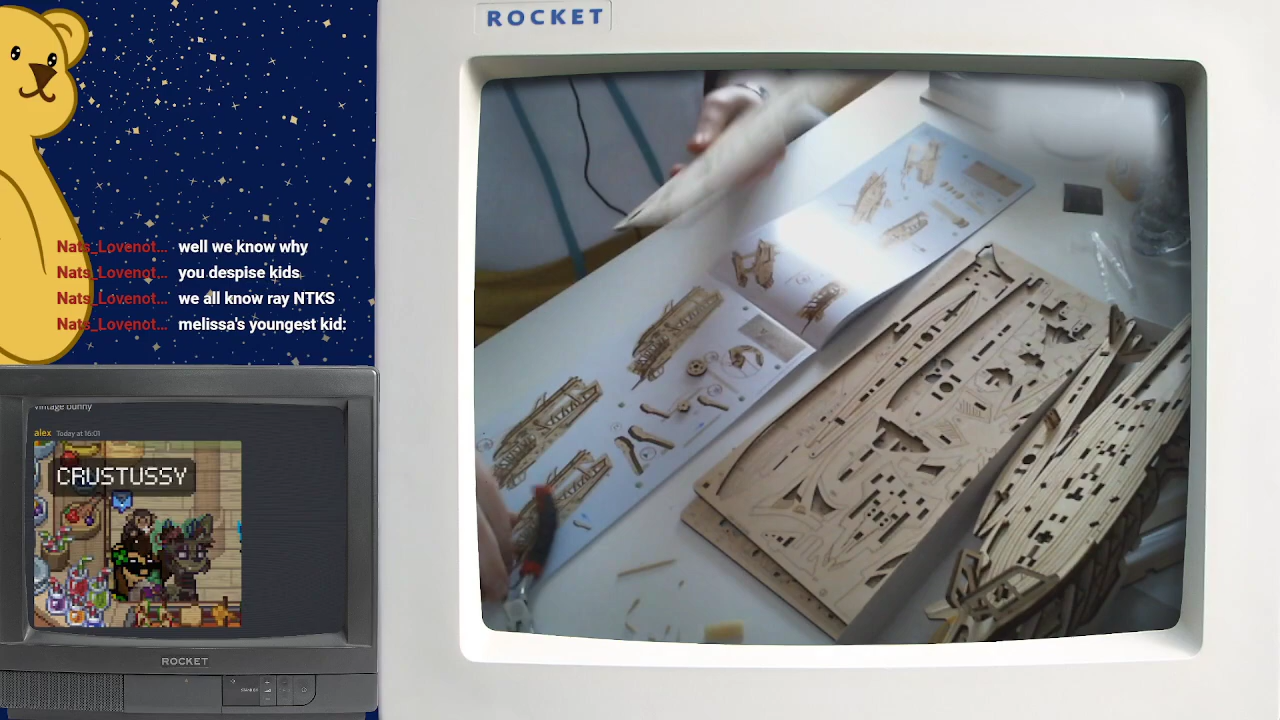 ROCKET
Nats_Lovenot... well we know why
Nats_Lovenot... you despise kids
Nats_Lovenot... we all know ray NTKS
Nats_Lovenot... melissa's youngest kid:
vintage bunny
alex Today at 16:01
CRUSTUSSY
ROCKET